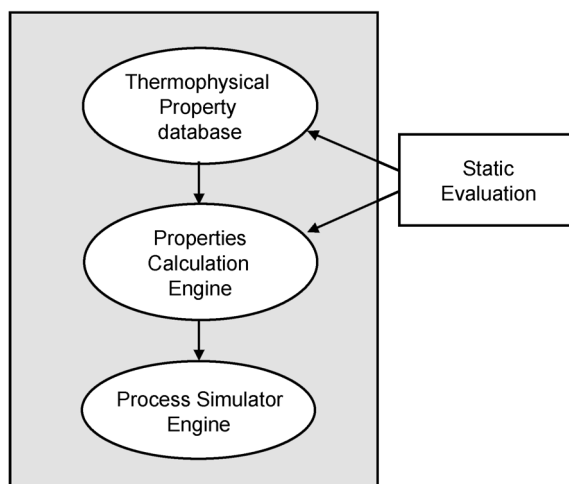 Thermophysical
Property
database
Static
Evaluation
Properties
Calculation
Engine
Process Simulator
Engine